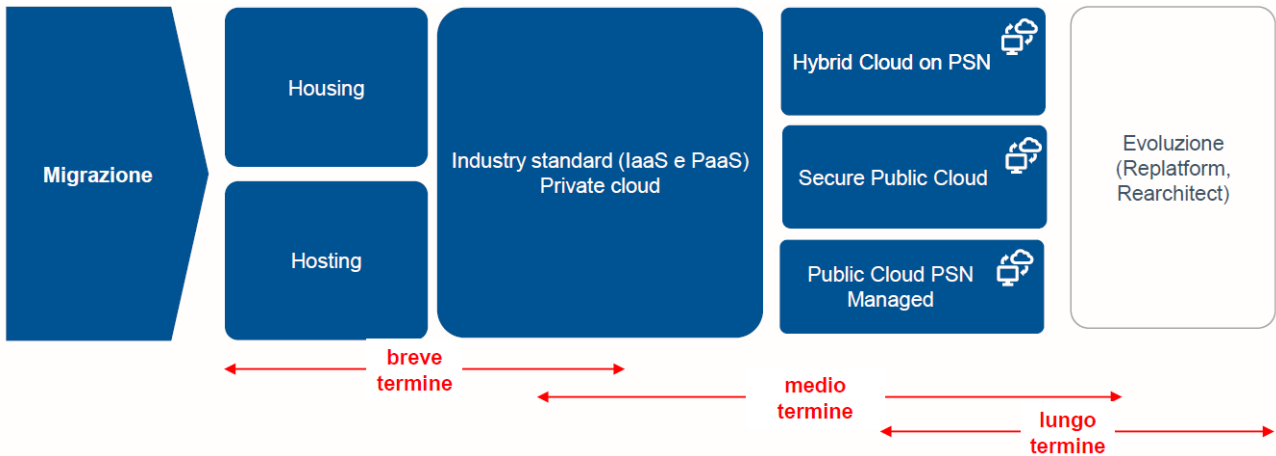 Migrazione
Housing
Hosting
Industry standard (IaaS e PaaS)
Private cloud
Hybrid Cloud on PSN
Secure Public Cloud
Public Cloud PSN
Managed
Evoluzione
(Replatform,
Rearchitect)
breve
termine
medio
termine
lungo
termine